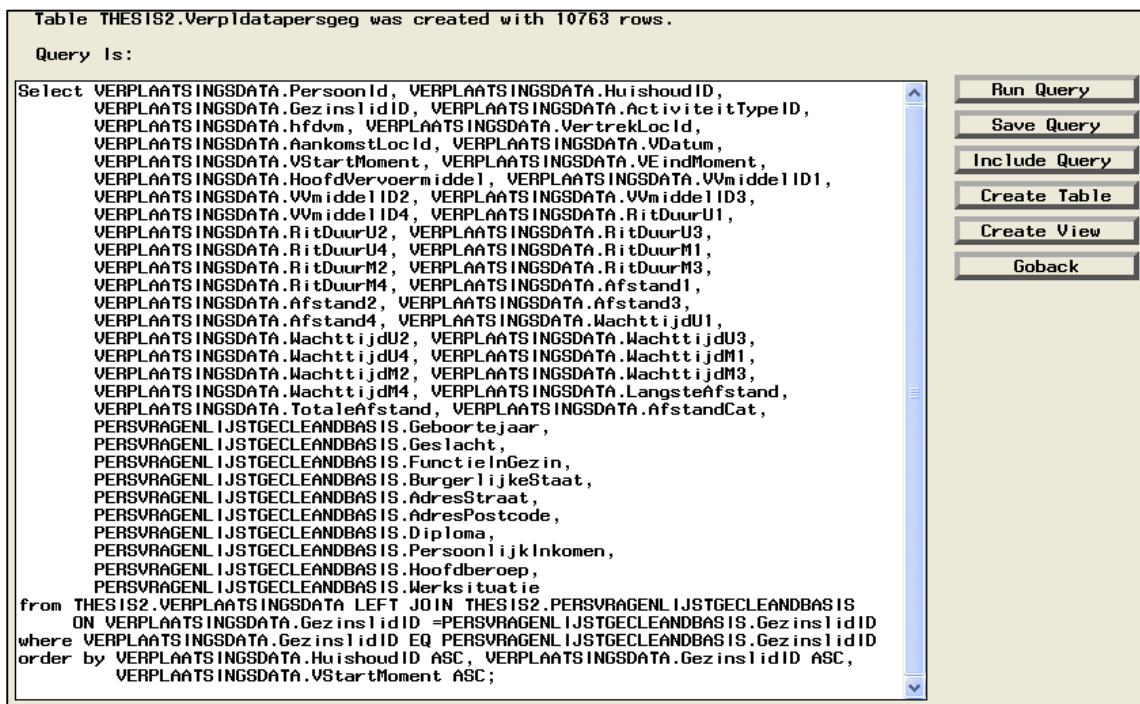 Table THESIS2.Verpldatapersgeg was created with 10763 rows.
Query Is:
Select VERPLAATSINGSDATA.PersoonId, VERPLAATSINGSDATA.HuishoudID,
VERPLAATSINGSDATA.GezinslidID, VERPLAATSINGSDATA.ActiviteitTypeID,
VERPLAATSINGSDATA.hfdvm, VERPLAATSINGSDATA.VertrekLocId,
VERPLAATSINGSDATA.AankomstLocId, VERPLAATSINGSDATA.VDatum,
VERPLAATSINGSDATA.VStartMoment, VERPLAATSINGSDATA.VEindMoment,
VERPLAATSINGSDATA.HoofdVervoermiddel, VERPLAATSINGSDATA.VVmiddelID1,
VERPLAATSINGSDATA.VVmiddelID2, VERPLAATSINGSDATA.VVmiddelID3,
VERPLAATSINGSDATA.VVmiddelID4, VERPLAATSINGSDATA.RitDuurU1,
VERPLAATSINGSDATA.RitDuurU2, VERPLAATSINGSDATA.RitDuurU3,
VERPLAATSINGSDATA.RitDuurU4, VERPLAATSINGSDATA.RitDuurM1,
VERPLAATSINGSDATA.RitDuurM2, VERPLAATSINGSDATA.RitDuurM3,
VERPLAATSINGSDATA.RitDuurM4, VERPLAATSINGSDATA.Afstand1,
VERPLAATSINGSDATA.Afstand2, VERPLAATSINGSDATA.Afstand3,
VERPLAATSINGSDATA.Afstand4, VERPLAATSINGSDATA.WachttijdU1,
VERPLAATSINGSDATA.WachttijdU2, VERPLAATSINGSDATA.WachttijdU3,
VERPLAATSINGSDATA.WachttijdU4, VERPLAATSINGSDATA.WachttijdM1,
VERPLAATSINGSDATA.WachttijdM2, VERPLAATSINGSDATA.WachttijdM3,
VERPLAATSINGSDATA.WachttijdM4, VERPLAATSINGSDATA.LangsteAfstand,
VERPLAATSINGSDATA.TotaleAfstand, VERPLAATSINGSDATA.AfstandCat,
PERSVRAGENLIJSTGECLEANDBASIS.Geboortejaar,
PERSVRAGENLIJSTGECLEANDBASIS.Geslacht,
PERSVRAGENLIJSTGECLEANDBASIS.FunctieInGezin,
PERSVRAGENLIJSTGECLEANDBASIS.BurgerlijkeStaat,
PERSVRAGENLIJSTGECLEANDBASIS.AdresStraat,
PERSVRAGENLIJSTGECLEANDBASIS.AdresPostcode,
PERSVRAGENLIJSTGECLEANDBASIS.Diploma,
PERSVRAGENLIJSTGECLEANDBASIS.PersoonlijkInkomen,
PERSVRAGENLIJSTGECLEANDBASIS.Hoofdberoep,
PERSVRAGENLIJSTGECLEANDBASIS.Werksituatie
from THESIS2.VERPLAATSINGSDATA LEFT JOIN THESIS2.PERSVRAGENLIJSTGECLEANDBASIS
ON VERPLAATSINGSDATA.GezinslidID =PERSVRAGENLIJSTGECLEANDBASIS.GezinslidID
where VERPLAATSINGSDATA.GezinslidID EQ PERSVRAGENLIJSTGECLEANDBASIS.GezinslidID
order by VERPLAATSINGSDATA.HuishoudID ASC, VERPLAATSINGSDATA.GezinslidID ASC,
VERPLAATSINGSDATA.VStartMoment ASC;
Run Query
Save Query
Include Query
Create Table
Create View
Goback